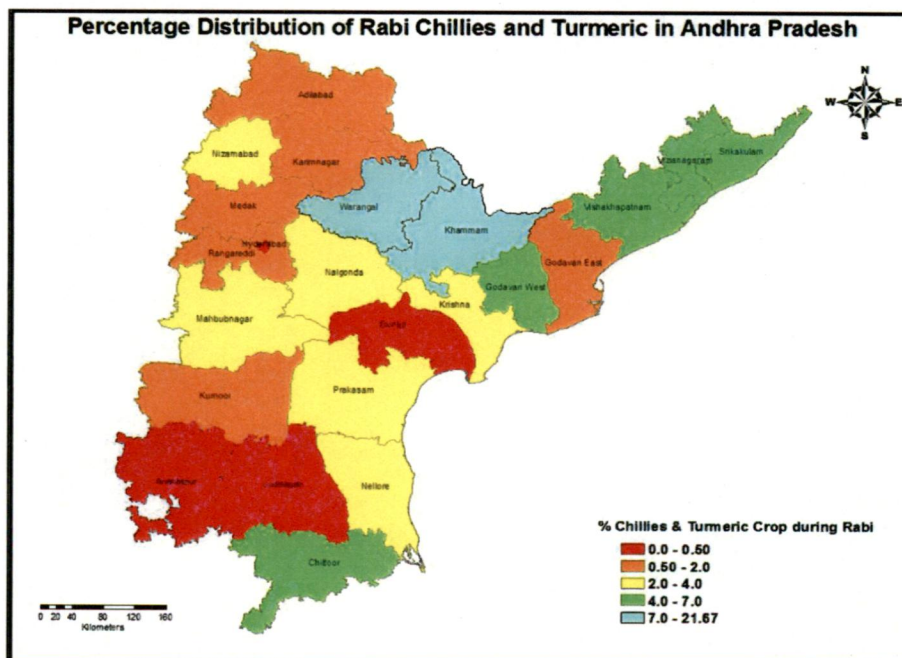 Percentage Distribution of Rabi Chillies and Turmeric in Andhra Pradesh
N
W E
S
Adilabad
Nizamabad
Karimnagar
Srikakulam
Vizianagaram
Medak
Warangal
Vishakhapatnam
Khammam
Hyderabad
Rangareddi
Godavari East
Nalgonda
Godavari West
Krishna
Mahbubnagar
Prakasam
Kurnool
Nellore
Chittoor
% Chillies & Turmeric Crop during Rabi
0.0 - 0.50
0.50 - 2.0
2.0 - 4.0
4.0 - 7.0
7.0 - 21.67
0 20 40 80 120 160
Kilometers